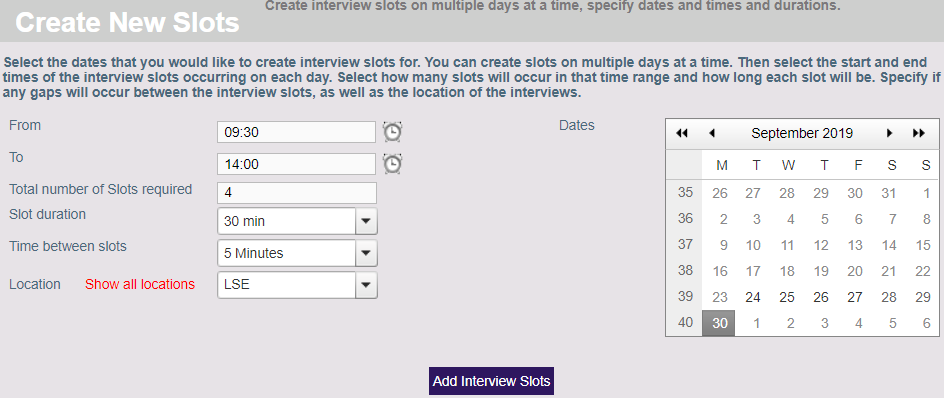 Create interview slots on multiple days at a time, specify dates and times and durations.
Create New Slots
Select the dates that you would like to create interview slots for. You can create slots on multiple days at a time. Then select the start and end
times of the interview slots occurring on each day. Select how many slots will occur in that time range and how long each slot will be. Specify if
any gaps will occur between the interview slots, as well as the location of the interviews.
From 09:30
To 14:00
Total number of Slots required 4
Slot duration 30 min
Time between slots 5 Minutes
Location Show all locations LSE
Dates
September 2019
M T W T F S S
35 26 27 28 29 30 31 1
36 2 3 4 5 6 7 8
37 9 10 11 12 13 14 15
38 16 17 18 19 20 21 22
39 23 24 25 26 27 28 29
40 30 1 2 3 4 5 6
Add Interview Slots